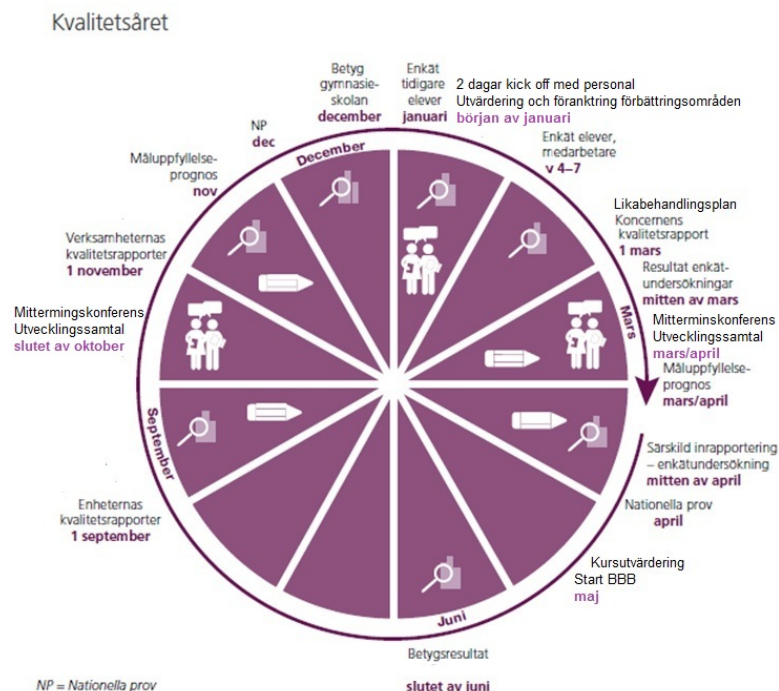 Kvalitetsåret
Betyg
gymnasie-
skolan
december
Enkät
tidigare
elever
januari
2 dagar kick off med personal
Utvärdering och föranktring förbättringsområden
början av januari
Enkät elever,
medarbetare
v 4–7
Likabehandlingsplan
Koncernens
kvalitetsrapport
1 mars
Resultat enkät-
undersökningar
mitten av mars
Mitterminskonferens
Utvecklingssamtal
mars/april
Måluppfyllelse-
prognos
mars/april
Särskild inrapportering
– enkätundersökning
mitten av april
Nationella prov
april
Kursutvärdering
Start BBB
maj
Betygsresultat
slutet av juni
Enheternas
kvalitetsrapporter
1 september
Mittermingskonferens
Utvecklingssamtal
slutet av oktober
Verksamheternas
kvalitetsrapporter
1 november
Måluppfyllelse-
prognos
nov
NP
dec
December
Mars
Juni
September
NP = Nationella prov